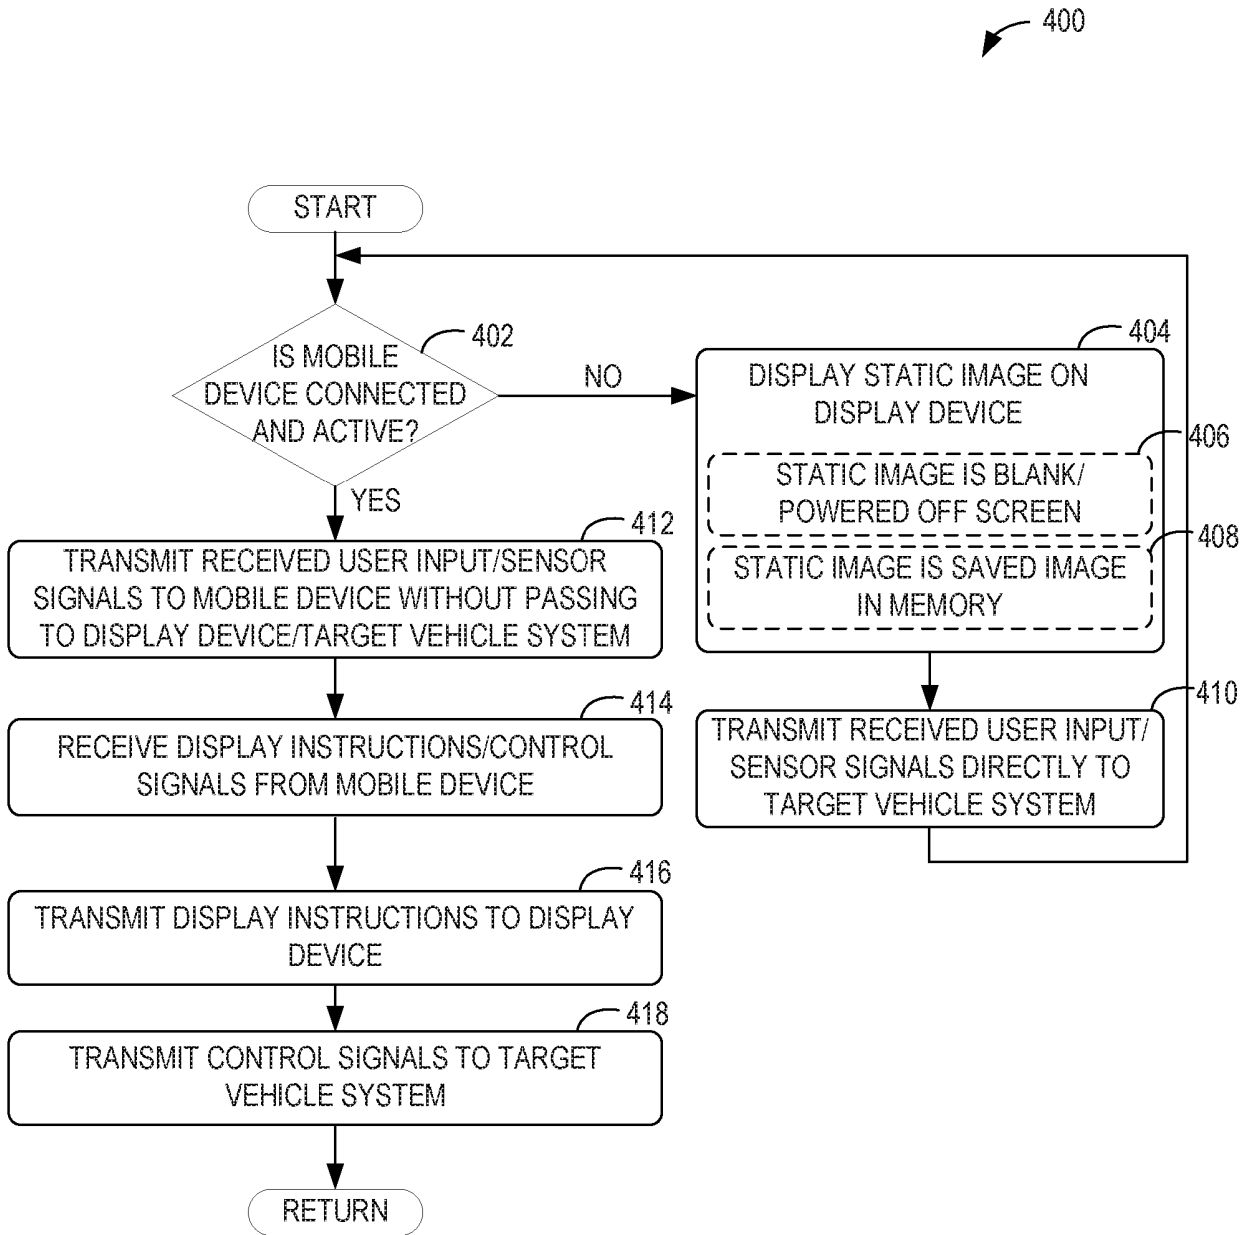 400
START
402
IS MOBILE
DEVICE CONNECTED
AND ACTIVE?
NO
YES
404
DISPLAY STATIC IMAGE ON
DISPLAY DEVICE
406
STATIC IMAGE IS BLANK/
POWERED OFF SCREEN
408
STATIC IMAGE IS SAVED IMAGE
IN MEMORY
410
TRANSMIT RECEIVED USER INPUT/
SENSOR SIGNALS DIRECTLY TO
TARGET VEHICLE SYSTEM
412
TRANSMIT RECEIVED USER INPUT/SENSOR
SIGNALS TO MOBILE DEVICE WITHOUT PASSING
TO DISPLAY DEVICE/TARGET VEHICLE SYSTEM
414
RECEIVE DISPLAY INSTRUCTIONS/CONTROL
SIGNALS FROM MOBILE DEVICE
416
TRANSMIT DISPLAY INSTRUCTIONS TO DISPLAY
DEVICE
418
TRANSMIT CONTROL SIGNALS TO TARGET
VEHICLE SYSTEM
RETURN